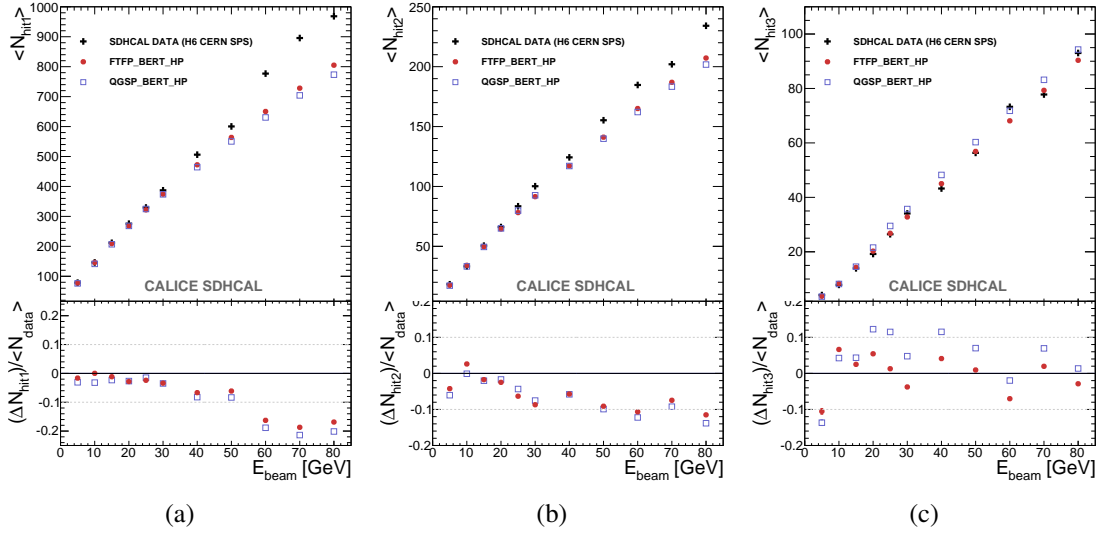 <N_hit1>
1000
900
800
700
600
500
400
300
200
100
SDHCAL DATA (H6 CERN SPS)
FTFP_BERT_HP
QGSP_BERT_HP
CALICE SDHCAL
(ΔN_hit1)/<N_data>
0.2
0.1
0
-0.1
-0.2
10 20 30 40 50 60 70 80
E_beam [GeV]
(a)
<N_hit2>
250
200
150
100
50
SDHCAL DATA (H6 CERN SPS)
FTFP_BERT_HP
QGSP_BERT_HP
CALICE SDHCAL
(ΔN_hit2)/<N_data>
0.2
0.1
0
-0.1
-0.2
10 20 30 40 50 60 70 80
E_beam [GeV]
(b)
<N_hit3>
100
80
60
40
20
SDHCAL DATA (H6 CERN SPS)
FTFP_BERT_HP
QGSP_BERT_HP
CALICE SDHCAL
(ΔN_hit3)/<N_data>
0.2
0.1
0
-0.1
-0.2
10 20 30 40 50 60 70 80
E_beam [GeV]
(c)